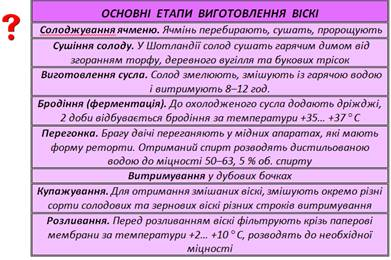 ?
ОСНОВНІ ЕТАПИ ВИГОТОВЛЕННЯ ВІСКІ
Солоджування ячменю. Ячмінь перебирають, сушать, пророщують
Сушіння солоду. У Шотландії солод сушать гарячим димом від
згоранням торфу, деревного вугілля та букових трісок
Виготовлення сусла. Солод змелюють, змішують із гарячою водою
і витримують 8–12 год.
Бродіння (ферментація). До охолодженого сусла додають дріжджі,
2 доби відбувається бродіння за температури +35... +37 ° С
Перегонка. Брагу двічі переганяють у мідних апаратах, які мають
форму реторти. Отриманий спирт розводять дистильованою
водою до міцності 50–63, 5 % об. спирту
Витримування у дубових бочках
Купажування. Для отримання змішаних віскі, змішують окремо різні
сорти солодових та зернових віскі різних строків витримування
Розливання. Перед розливанням віскі фільтрують крізь паперові
мембрани за температури +2... +10 ° С, розводять до необхідної
міцності